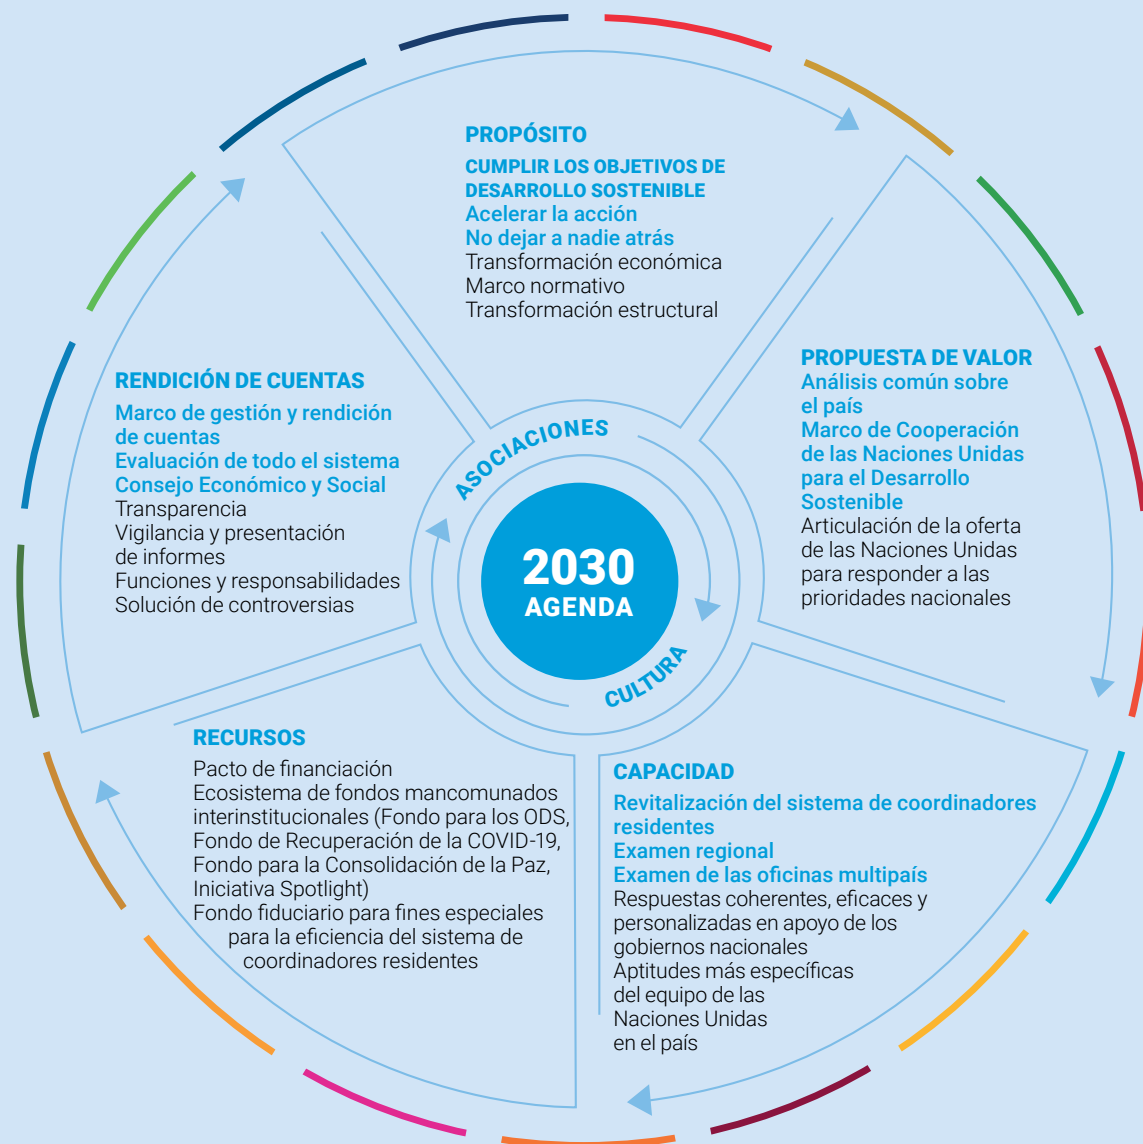 PROPÓSITO
CUMPLIR LOS OBJETIVOS DE
DESARROLLO SOSTENIBLE
Acelerar la acción
No dejar a nadie atrás
Transformación económica
Marco normativo
Transformación estructural
PROPUESTA DE VALOR
Análisis común sobre
el país
Marco de Cooperación
de las Naciones Unidas
para el Desarrollo
Sostenible
Articulación de la oferta
de las Naciones Unidas
para responder a las
prioridades nacionales
CAPACIDAD
Revitalización del sistema de coordinadores
residentes
Examen regional
Examen de las oficinas multipaís
Respuestas coherentes, eficaces y
personalizadas en apoyo de los
gobiernos nacionales
Aptitudes más específicas
del equipo de las
Naciones Unidas
en el país
RECURSOS
Pacto de financiación
Ecosistema de fondos mancomunados
interinstitucionales (Fondo para los ODS,
Fondo de Recuperación de la COVID-19,
Fondo para la Consolidación de la Paz,
Iniciativa Spotlight)
Fondo fiduciario para fines especiales
para la eficiencia del sistema de
coordinadores residentes
RENDICIÓN DE CUENTAS
Marco de gestión y rendición
de cuentas
Evaluación de todo el sistema
Consejo Económico y Social
Transparencia
Vigilancia y presentación
de informes
Funciones y responsabilidades
Solución de controversias
ASOCIACIONES
2030
AGENDA
CULTURA